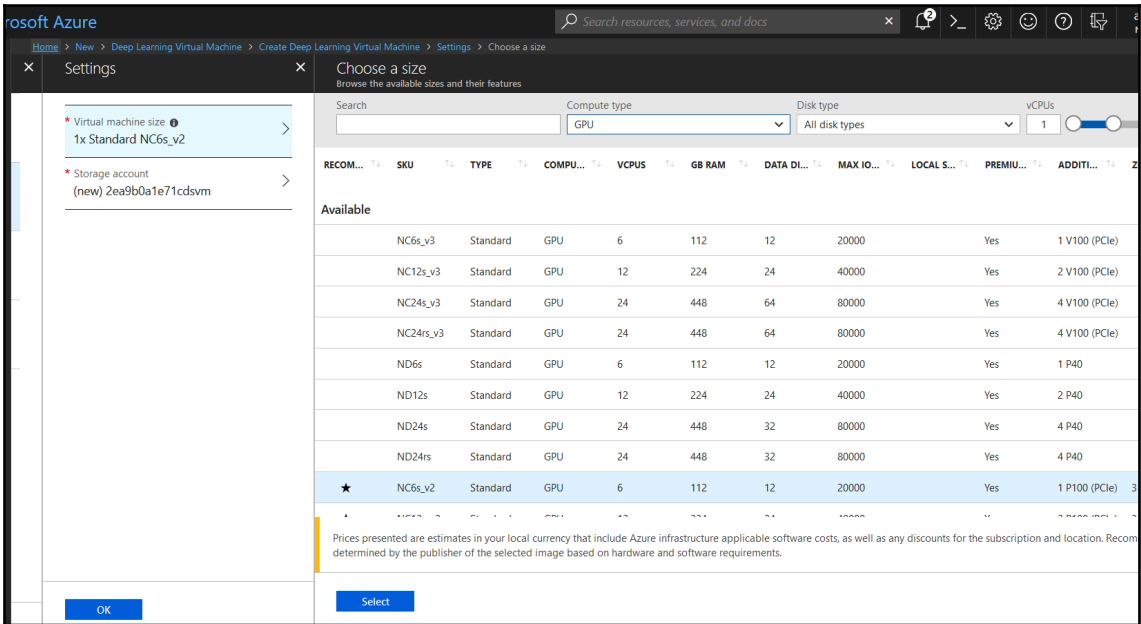 rosoft Azure
Search resources, services, and docs
2
Home > New > Deep Learning Virtual Machine > Create Deep Learning Virtual Machine > Settings > Choose a size
Settings
* Virtual machine size
1x Standard NC6s_v2
* Storage account
(new) 2ea9b0a1e71cdsvm
OK
Choose a size
Browse the available sizes and their features
Search Compute type Disk type vCPUs
GPU All disk types 1
RECOM... SKU TYPE COMPU... VCPUS GB RAM DATA DI... MAX IO... LOCAL S... PREMIU... ADDITI... Z
Available
NC6s_v3 Standard GPU 6 112 12 20000 Yes 1 V100 (PCIe)
NC12s_v3 Standard GPU 12 224 24 40000 Yes 2 V100 (PCIe)
NC24s_v3 Standard GPU 24 448 64 80000 Yes 4 V100 (PCIe)
NC24rs_v3 Standard GPU 24 448 64 80000 Yes 4 V100 (PCIe)
ND6s Standard GPU 6 112 12 20000 Yes 1 P40
ND12s Standard GPU 12 224 24 40000 Yes 2 P40
ND24s Standard GPU 24 448 32 80000 Yes 4 P40
ND24rs Standard GPU 24 448 32 80000 Yes 4 P40
★ NC6s_v2 Standard GPU 6 112 12 20000 Yes 1 P100 (PCIe) 3
Prices presented are estimates in your local currency that include Azure infrastructure applicable software costs, as well as any discounts for the subscription and location. Recom
determined by the publisher of the selected image based on hardware and software requirements.
Select